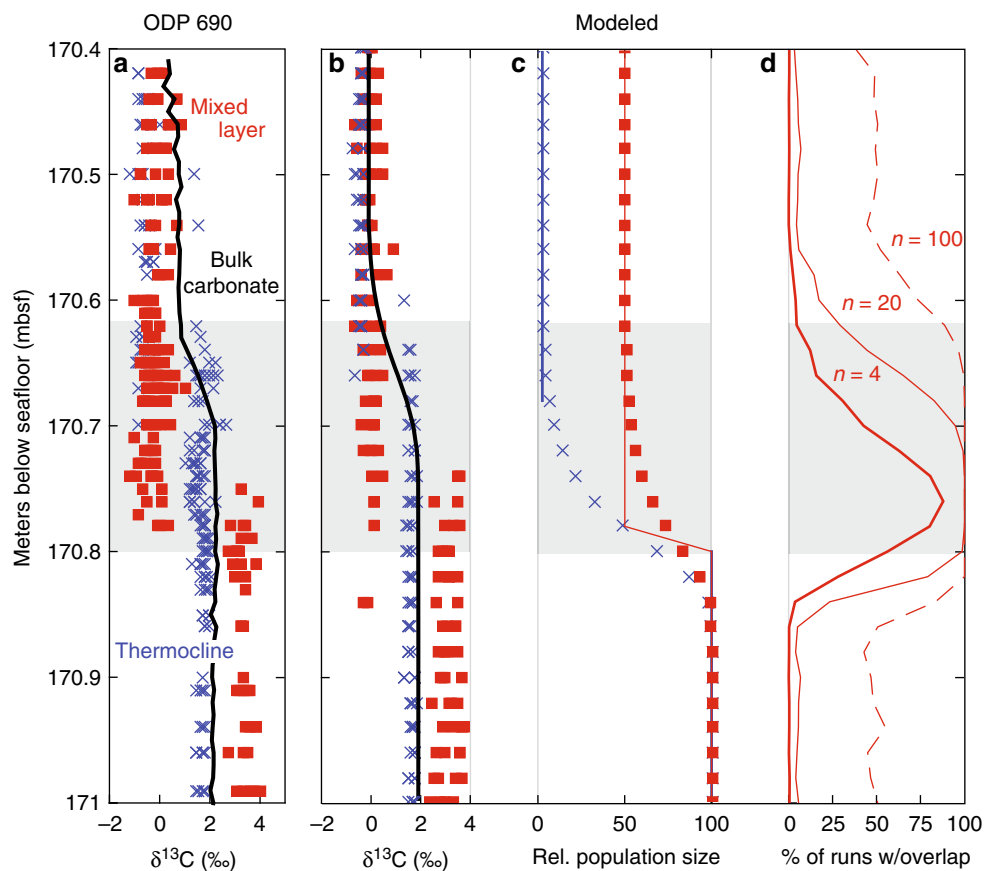 ODP 690
Modeled
a
b
c
d
Mixed
layer
Bulk
carbonate
Thermocline
n = 100
n = 20
n = 4
Meters below seafloor (mbsf)
170.4
170.5
170.6
170.7
170.8
170.9
171
−2 0 2 4
−2 0 2 4
0 50 100
0 25 50 75 100
δ13C (‰)
δ13C (‰)
Rel. population size
% of runs w/overlap